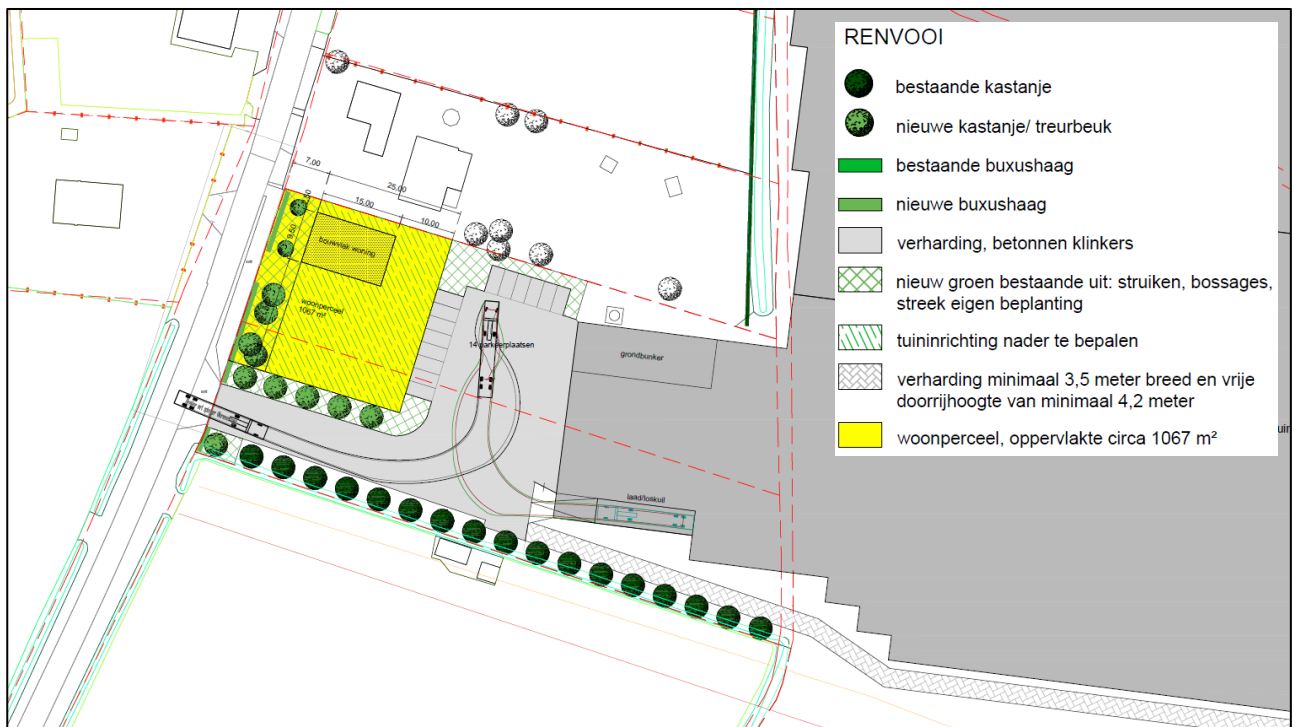 RENVOOI
bestaande kastanje
nieuwe kastanje/ treurbeuk
bestaande buxushaag
nieuwe buxushaag
verharding, betonnen klinkers
nieuw groen bestaande uit: struiken, bossages,
streek eigen beplanting
tuininrichting nader te bepalen
verharding minimaal 3,5 meter breed en vrije
doorrijhoogte van minimaal 4,2 meter
woonperceel, oppervlakte circa 1067 m²
7.00
25.00
15.00
10.00
9.50
bouwvlak woning
woonperceel
1067 m²
14 parkeerplaatsen
grondbunker
laad/loskuil